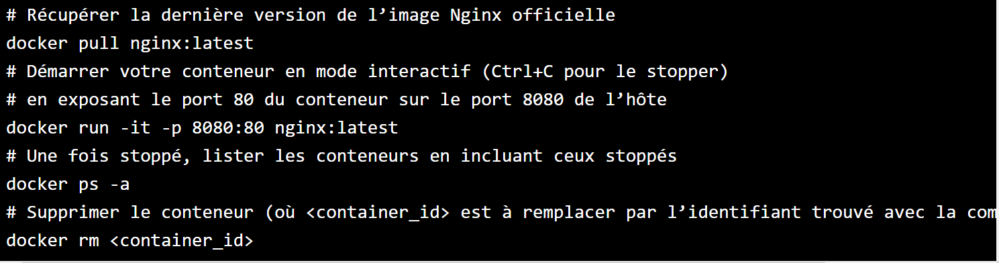 # Récupérer la dernière version de l’image Nginx officielle
docker pull nginx:latest
# Démarrer votre conteneur en mode interactif (Ctrl+C pour le stopper)
# en exposant le port 80 du conteneur sur le port 8080 de l’hôte
docker run -it -p 8080:80 nginx:latest
# Une fois stoppé, lister les conteneurs en incluant ceux stoppés
docker ps -a
# Supprimer le conteneur (où <container_id> est à remplacer par l’identifiant trouvé avec la com
docker rm <container_id>